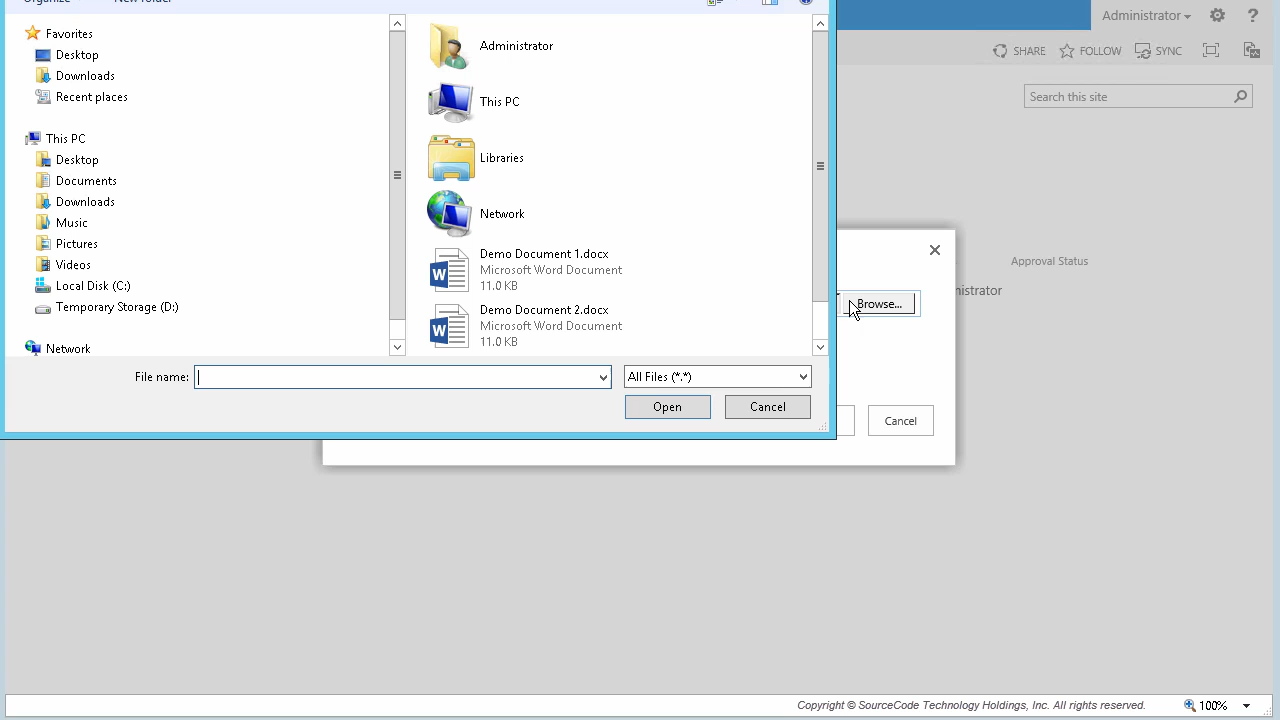 Organize
New folder
Administrator
SHARE
FOLLOW
SYNC
Search this site
Favorites
Desktop
Downloads
Recent places
This PC
Desktop
Documents
Downloads
Music
Pictures
Videos
Local Disk (C:)
Temporary Storage (D:)
Network
Administrator
This PC
Libraries
Network
Demo Document 1.docx
Microsoft Word Document
11.0 KB
Demo Document 2.docx
Microsoft Word Document
11.0 KB
File name:
All Files (*.*)
Open
Cancel
Approval Status
nistrator
Browse...
Cancel
Copyright © SourceCode Technology Holdings, Inc. All rights reserved.
100%